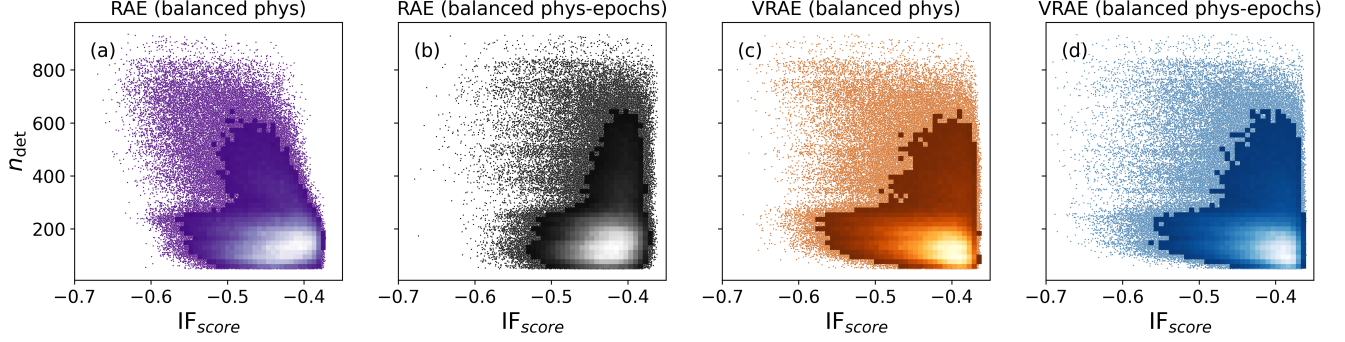 RAE (balanced phys)
RAE (balanced phys-epochs)
VRAE (balanced phys)
VRAE (balanced phys-epochs)
(a)
(b)
(c)
(d)
800
600
400
200
n_det
−0.7 −0.6 −0.5 −0.4
−0.7 −0.6 −0.5 −0.4
−0.7 −0.6 −0.5 −0.4
−0.7 −0.6 −0.5 −0.4
IF_score
IF_score
IF_score
IF_score